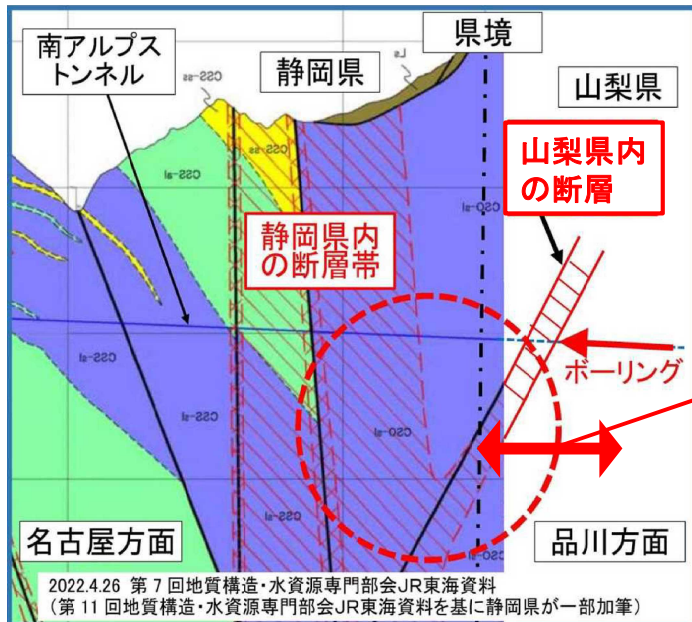 南アルプス
トンネル
CSS-ss
静岡県
Ls
県境
山梨県
CSS-ss
山梨県内
の断層
静岡県内
の断層帯
ボーリング
名古屋方面
品川方面
2022.4.26 第7回地質構造・水資源専門部会JR東海資料
(第11回地質構造・水資源専門部会JR東海資料を基に静岡県が一部加筆)